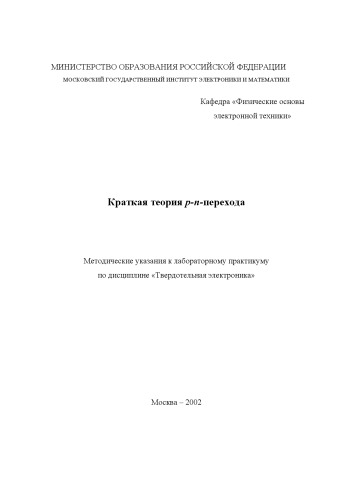 МИНИСТЕРСТВО ОБРАЗОВАНИЯ РОССИЙСКОЙ ФЕДЕРАЦИИ
МОСКОВСКИЙ ГОСУДАРСТВЕННЫЙ ИНСТИТУТ ЭЛЕКТРОНИКИ И МАТЕМАТИКИ
Кафедра «Физические основы
электронной техники»
Краткая теория p-n-перехода
Методические указания к лабораторному практикуму
по дисциплине «Твердотельная электроника»
Москва – 2002